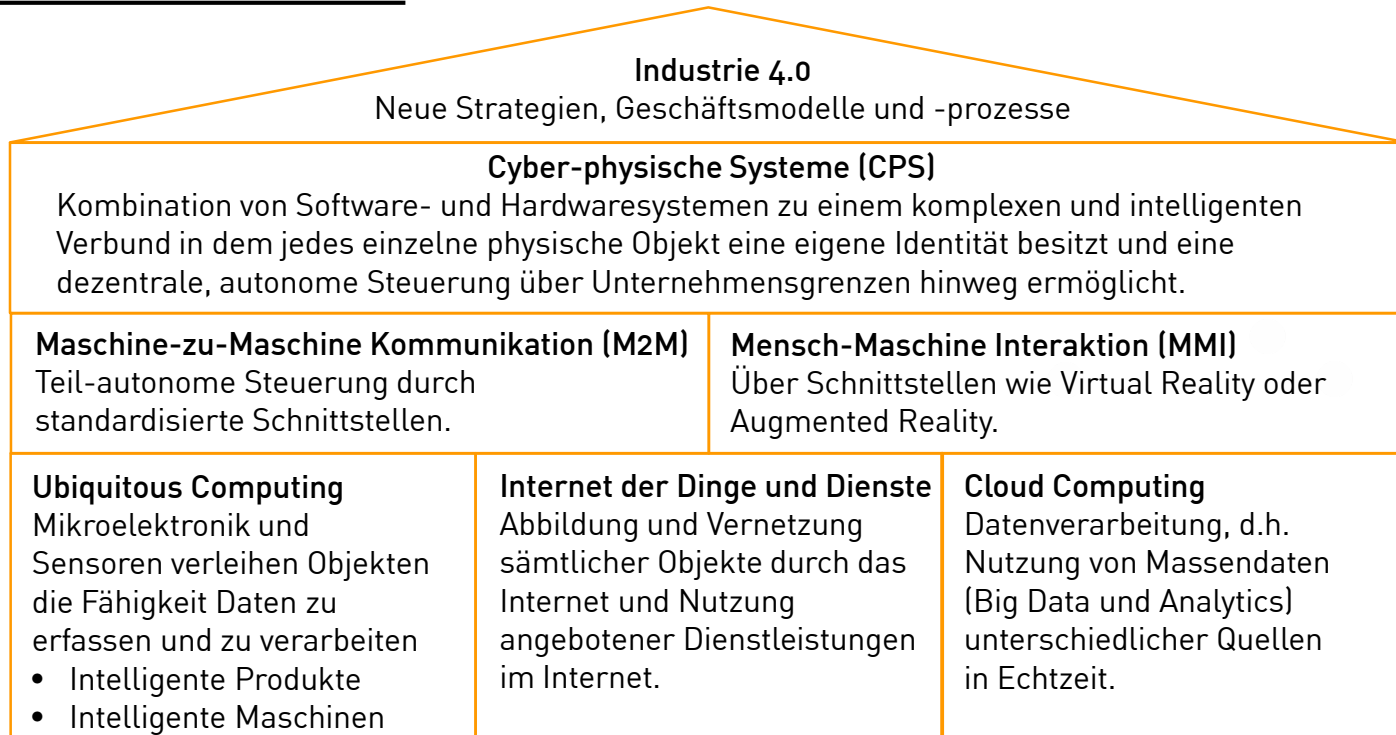 Industrie 4.0
Neue Strategien, Geschäftsmodelle und -prozesse
Cyber-physische Systeme (CPS)
Kombination von Software- und Hardwaresystemen zu einem komplexen und intelligenten
Verbund in dem jedes einzelne physische Objekt eine eigene Identität besitzt und eine
dezentrale, autonome Steuerung über Unternehmensgrenzen hinweg ermöglicht.
Maschine-zu-Maschine Kommunikation (M2M)
Teil-autonome Steuerung durch
standardisierte Schnittstellen.
Mensch-Maschine Interaktion (MMI)
Über Schnittstellen wie Virtual Reality oder
Augmented Reality.
Ubiquitous Computing
Mikroelektronik und
Sensoren verleihen Objekten
die Fähigkeit Daten zu
erfassen und zu verarbeiten
• Intelligente Produkte
• Intelligente Maschinen
Internet der Dinge und Dienste
Abbildung und Vernetzung
sämtlicher Objekte durch das
Internet und Nutzung
angebotener Dienstleistungen
im Internet.
Cloud Computing
Datenverarbeitung, d.h.
Nutzung von Massendaten
(Big Data und Analytics)
unterschiedlicher Quellen
in Echtzeit.